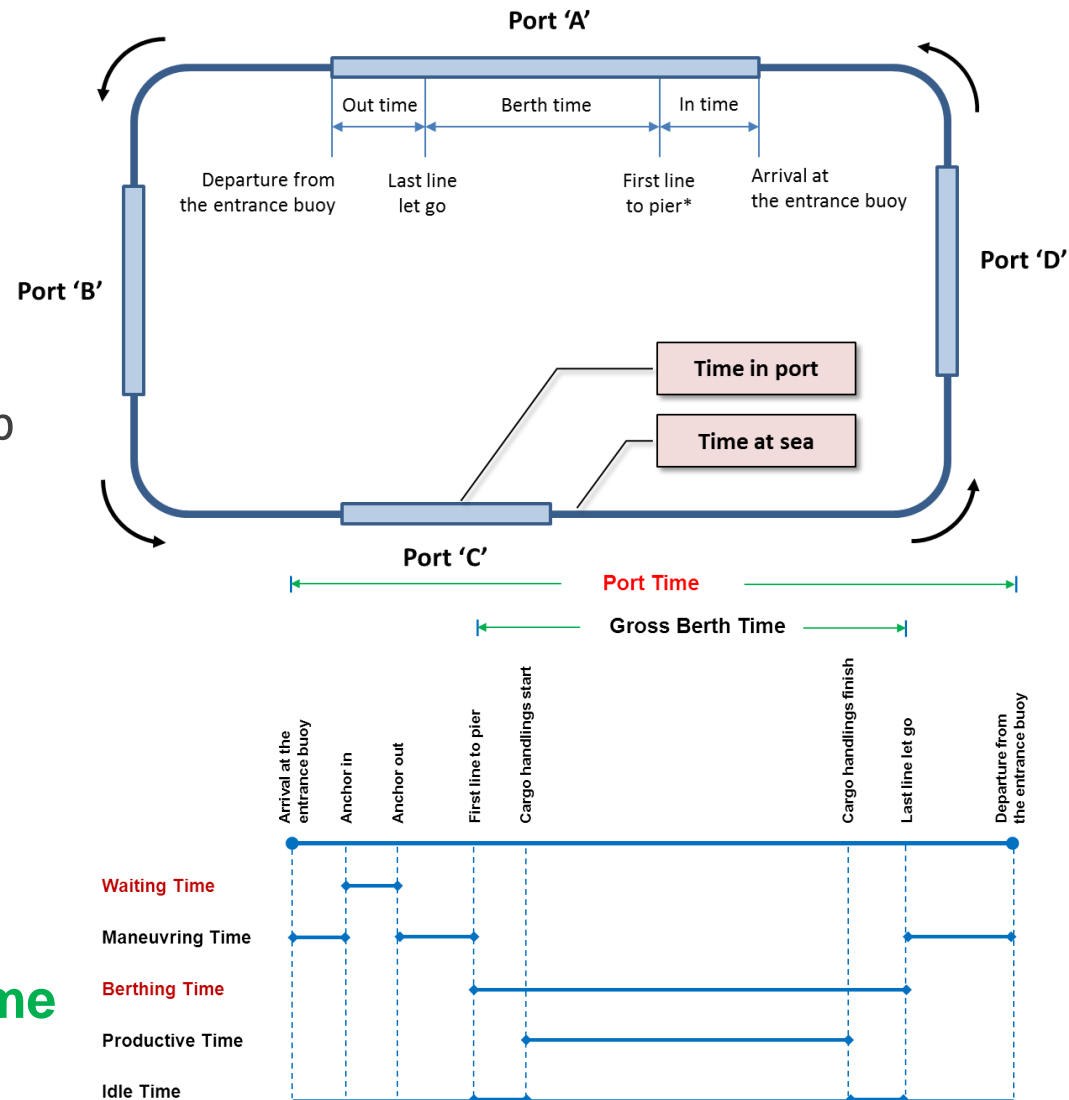 Port ‘A’
Out time
Berth time
In time
Departure from
the entrance buoy
Last line
let go
First line
to pier*
Arrival at
the entrance buoy
Port ‘B’
Port ‘D’
Time in port
Time at sea
Port ‘C’
Port Time
Gross Berth Time
Arrival at the
entrance buoy
Anchor in
Anchor out
First line to pier
Cargo handlings start
Cargo handlings finish
Last line let go
Departure from
the entrance buoy
Waiting Time
Maneuvring Time
Berthing Time
Productive Time
Idle Time